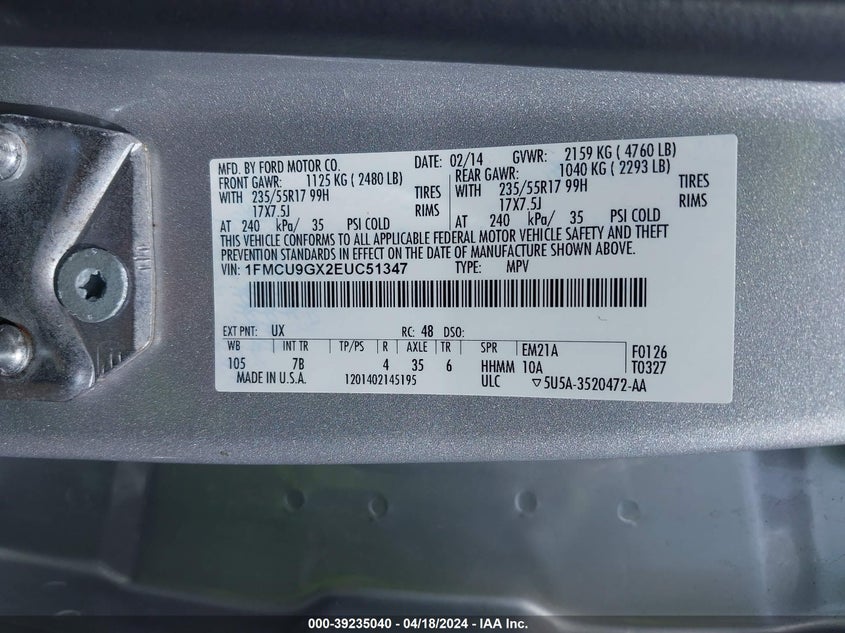 MFD. BY FORD MOTOR CO.
DATE: 02/14 GVWR: 2159 KG ( 4760 LB)
FRONT GAWR: 1125 KG ( 2480 LB) REAR GAWR: 1040 KG ( 2293 LB)
WITH 235/55R17 99H TIRES WITH 235/55R17 99H TIRES
17X7.5J RIMS 17X7.5J RIMS
AT 240 kPa/ 35 PSI COLD AT 240 kPa/ 35 PSI COLD
THIS VEHICLE CONFORMS TO ALL APPLICABLE FEDERAL MOTOR VEHICLE SAFETY AND THEFT
PREVENTION STANDARDS IN EFFECT ON THE DATE OF MANUFACTURE SHOWN ABOVE.
VIN: 1FMCU9GX2EUC51347 TYPE: MPV
EXT PNT: UX RC: 48 DSO:
WB INT TR TP/PS R AXLE TR SPR EM21A F0126
105 7B 4 35 6 HHMM 10A T0327
MADE IN U.S.A. 1201402145195 ULC ▽5U5A-3520472-AA
000-39235040 - 04/18/2024 - IAA Inc.